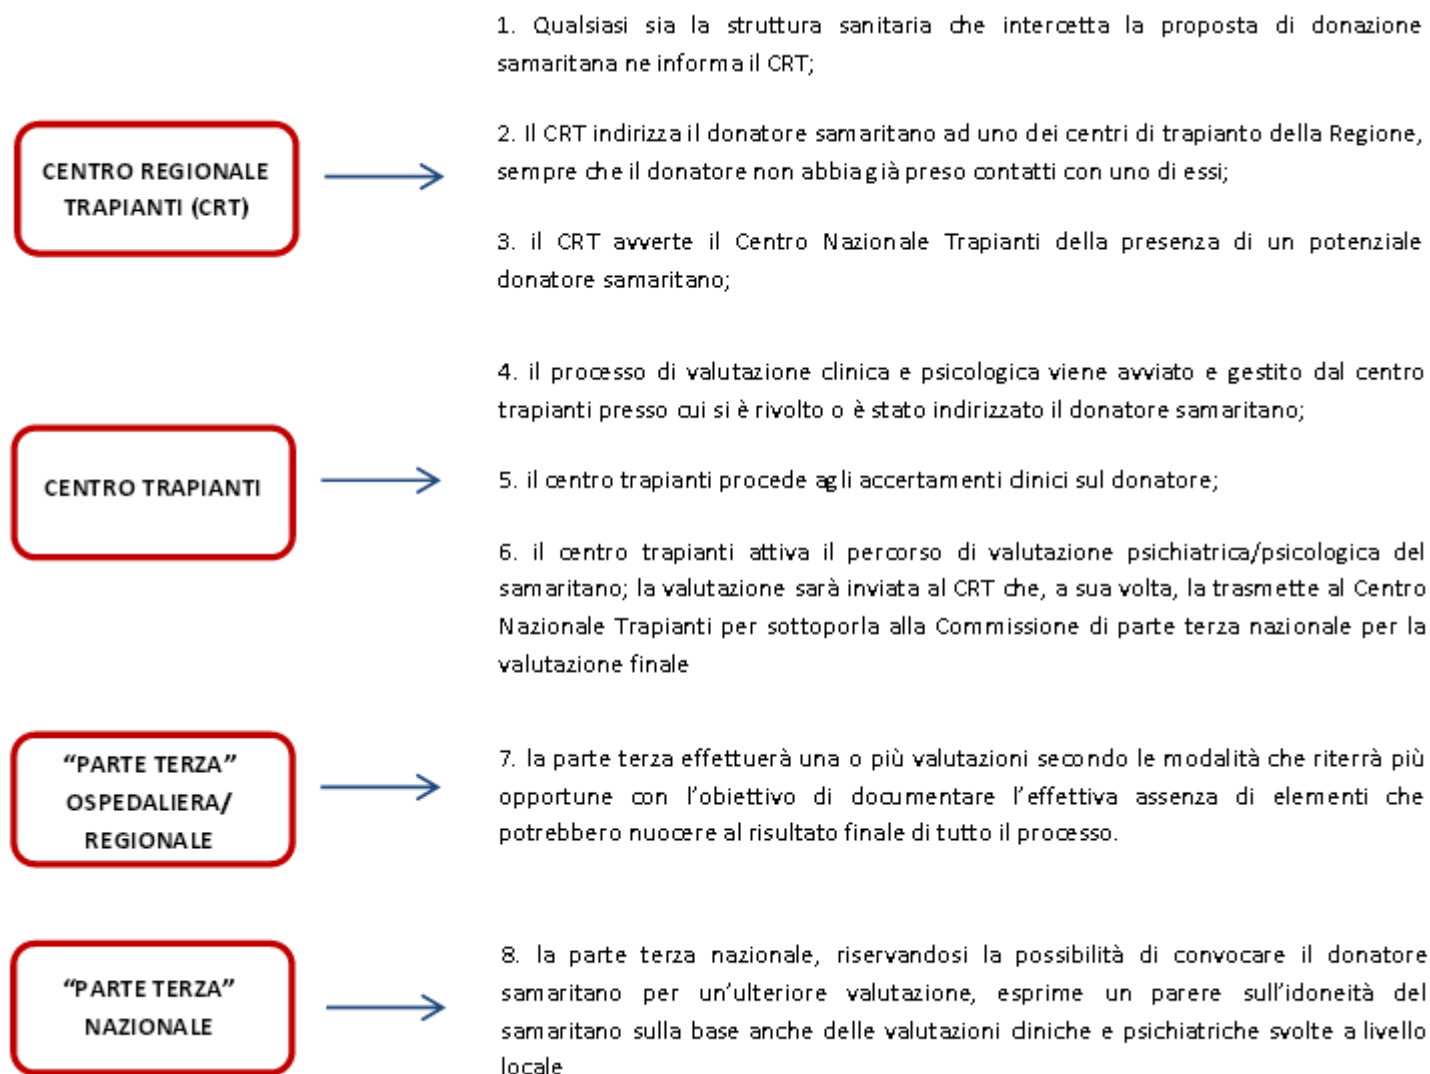 1. Qualsiasi sia la struttura sanitaria che intercetta la proposta di donazione
samaritana ne informa il CRT;
CENTRO REGIONALE
TRAPIANTI (CRT)
2. Il CRT indirizza il donatore samaritano ad uno dei centri di trapianto della Regione,
sempre che il donatore non abbia già preso contatti con uno di essi;
3. il CRT avverte il Centro Nazionale Trapianti della presenza di un potenziale
donatore samaritano;
CENTRO TRAPIANTI
4. il processo di valutazione clinica e psicologica viene avviato e gestito dal centro
trapianti presso cui si è rivolto o è stato indirizzato il donatore samaritano;
5. il centro trapianti procede agli accertamenti clinici sul donatore;
6. il centro trapianti attiva il percorso di valutazione psichiatrica/psicologica del
samaritano; la valutazione sarà inviata al CRT che, a sua volta, la trasmette al Centro
Nazionale Trapianti per sottoporla alla Commissione di parte terza nazionale per la
valutazione finale
“PARTE TERZA”
OSPEDALIERA/
REGIONALE
7. la parte terza effettuerà una o più valutazioni secondo le modalità che riterrà più
opportune con l’obiettivo di documentare l’effettiva assenza di elementi che
potrebbero nuocere al risultato finale di tutto il processo.
“PARTE TERZA”
NAZIONALE
8. la parte terza nazionale, riservandosi la possibilità di convocare il donatore
samaritano per un’ulteriore valutazione, esprime un parere sull’idoneità del
samaritano sulla base anche delle valutazioni cliniche e psichiatriche svolte a livello
locale